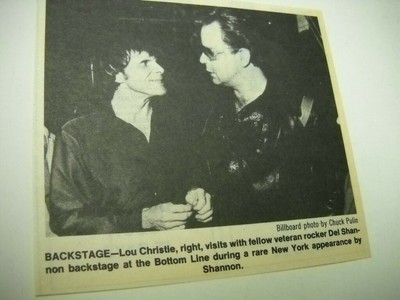 Billboard photo by Chuck Pulin
BACKSTAGE—Lou Christie, right, visits with fellow veteran rocker Del Shan-
non backstage at the Bottom Line during a rare New York appearance by
Shannon.